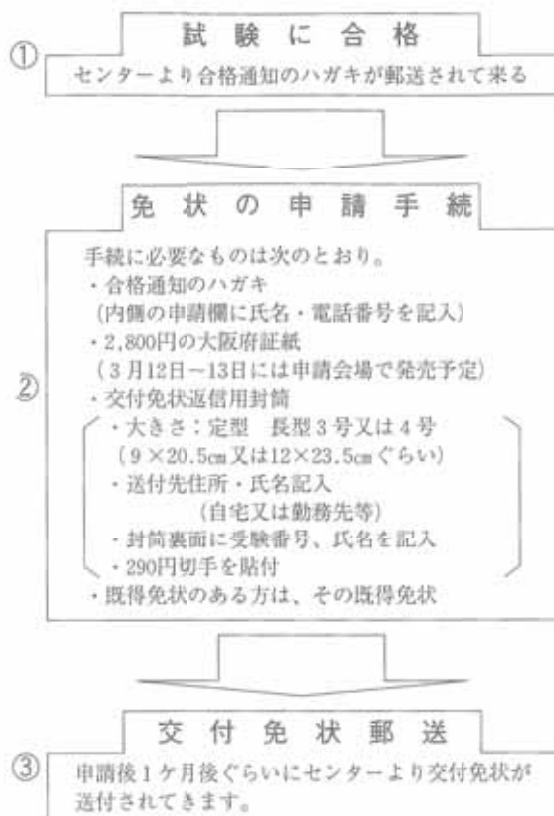 ① 試験に合格
センターより合格通知のハガキが郵送されて来る
免状の申請手続
②
手続に必要なものは次のとおり。
・合格通知のハガキ
(内側の申請欄に氏名・電話番号を記入)
・2,800円の大阪府証紙
(3月12日~13日には申請会場で発売予定)
・交付免状返信用封筒
・大きさ:定型 長型3号又は4号
(9×20.5㎝又は12×23.5㎝ぐらい)
・送付先住所・氏名記入
(自宅又は勤務先等)
・封筒裏面に受験番号、氏名を記入
・290円切手を貼付
・既得免状のある方は、その既得免状
交付免状郵送
③
申請後1ケ月後ぐらいにセンターより交付免状が
送付されてきます。